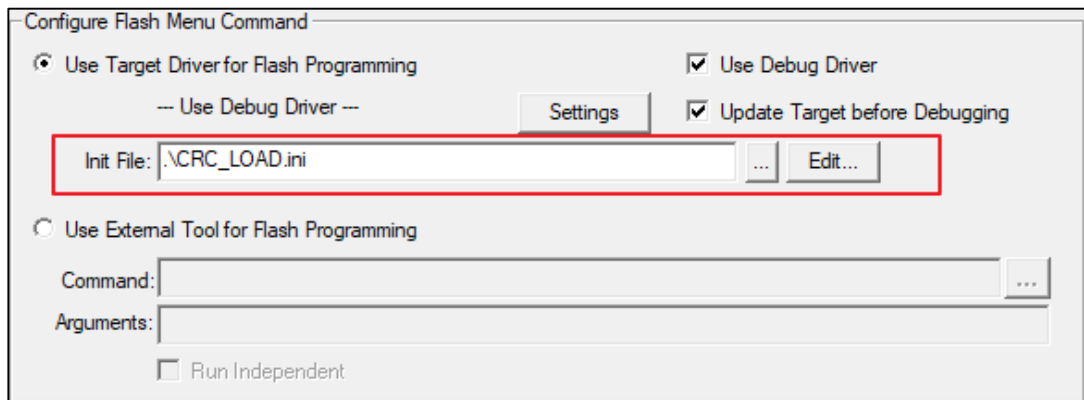 Configure Flash Menu Command
Use Target Driver for Flash Programming Use Debug Driver
--- Use Debug Driver --- Settings Update Target before Debugging
Init File: .\CRC_LOAD.ini ... Edit...
Use External Tool for Flash Programming
Command: ...
Arguments:
Run Independent